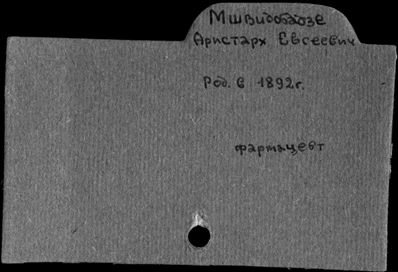 Мшвидобадзе
Аристарх Евсеевич
Род. в 1892г.
фармацевт